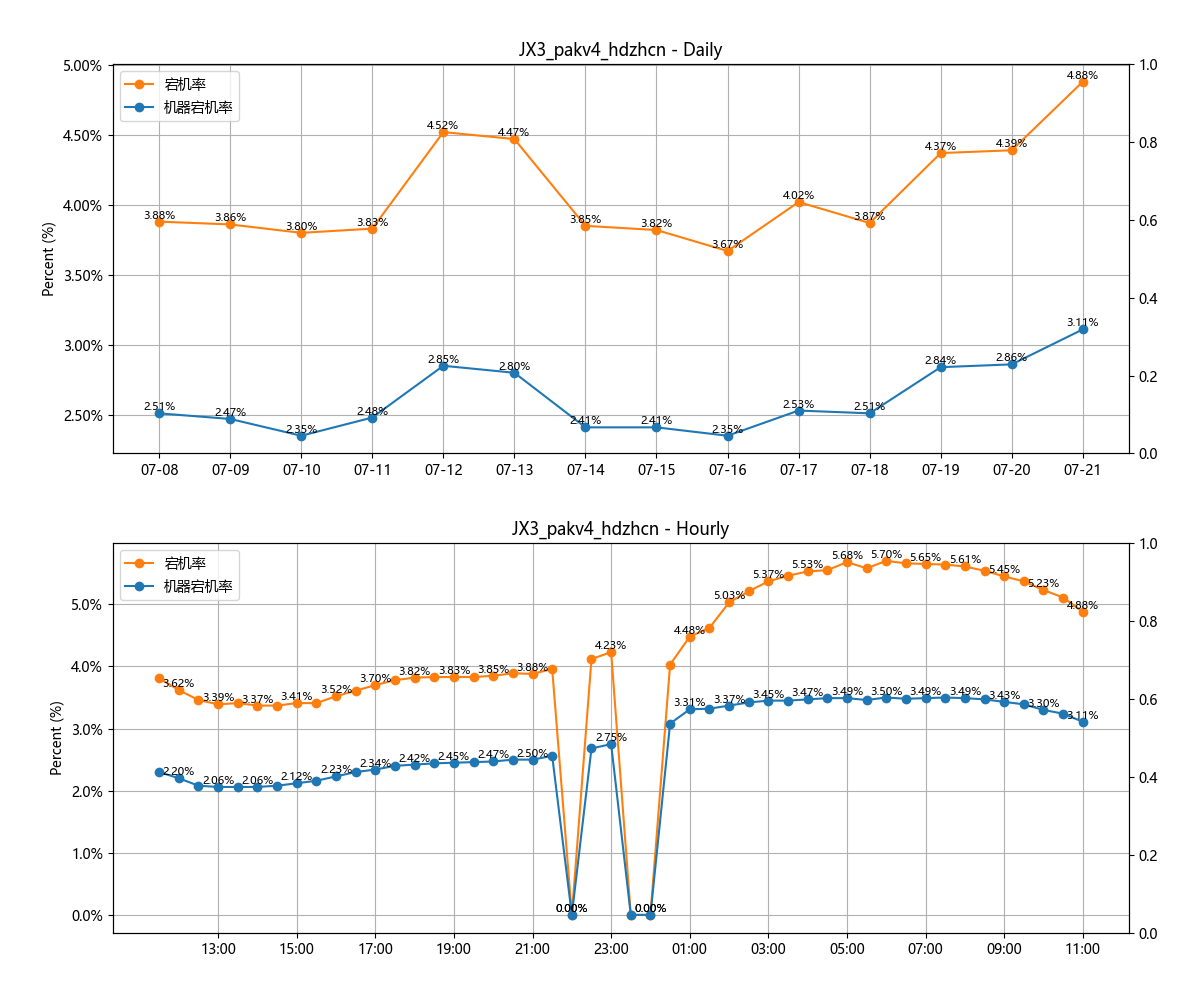 JX3_pakv4_hdzhcn - Daily
宕机率
机器宕机率
Percent (%)
5.00%
4.50%
4.00%
3.50%
3.00%
2.50%
1.0
0.8
0.6
0.4
0.2
0.0
3.88% 3.86% 3.80% 3.83% 4.52% 4.47% 3.85% 3.82% 3.67% 4.02% 3.87% 4.37% 4.39% 4.88%
2.51% 2.47% 2.35% 2.48% 2.85% 2.80% 2.41% 2.41% 2.35% 2.53% 2.51% 2.84% 2.86% 3.11%
07-08 07-09 07-10 07-11 07-12 07-13 07-14 07-15 07-16 07-17 07-18 07-19 07-20 07-21
JX3_pakv4_hdzhcn - Hourly
宕机率
机器宕机率
Percent (%)
5.0%
4.0%
3.0%
2.0%
1.0%
0.0%
1.0
0.8
0.6
0.4
0.2
0.0
3.62% 3.39% 3.37% 3.41% 3.52% 3.70% 3.82% 3.83% 3.85% 3.88% 0.00% 4.23% 0.00% 4.48% 5.03% 5.37% 5.53% 5.68% 5.70% 5.65% 5.61% 5.45% 5.23% 4.88%
2.20% 2.06% 2.06% 2.12% 2.23% 2.34% 2.42% 2.45% 2.47% 2.50% 0.00% 2.75% 0.00% 3.31% 3.37% 3.45% 3.47% 3.49% 3.50% 3.49% 3.49% 3.43% 3.30% 3.11%
13:00 15:00 17:00 19:00 21:00 23:00 01:00 03:00 05:00 07:00 09:00 11:00